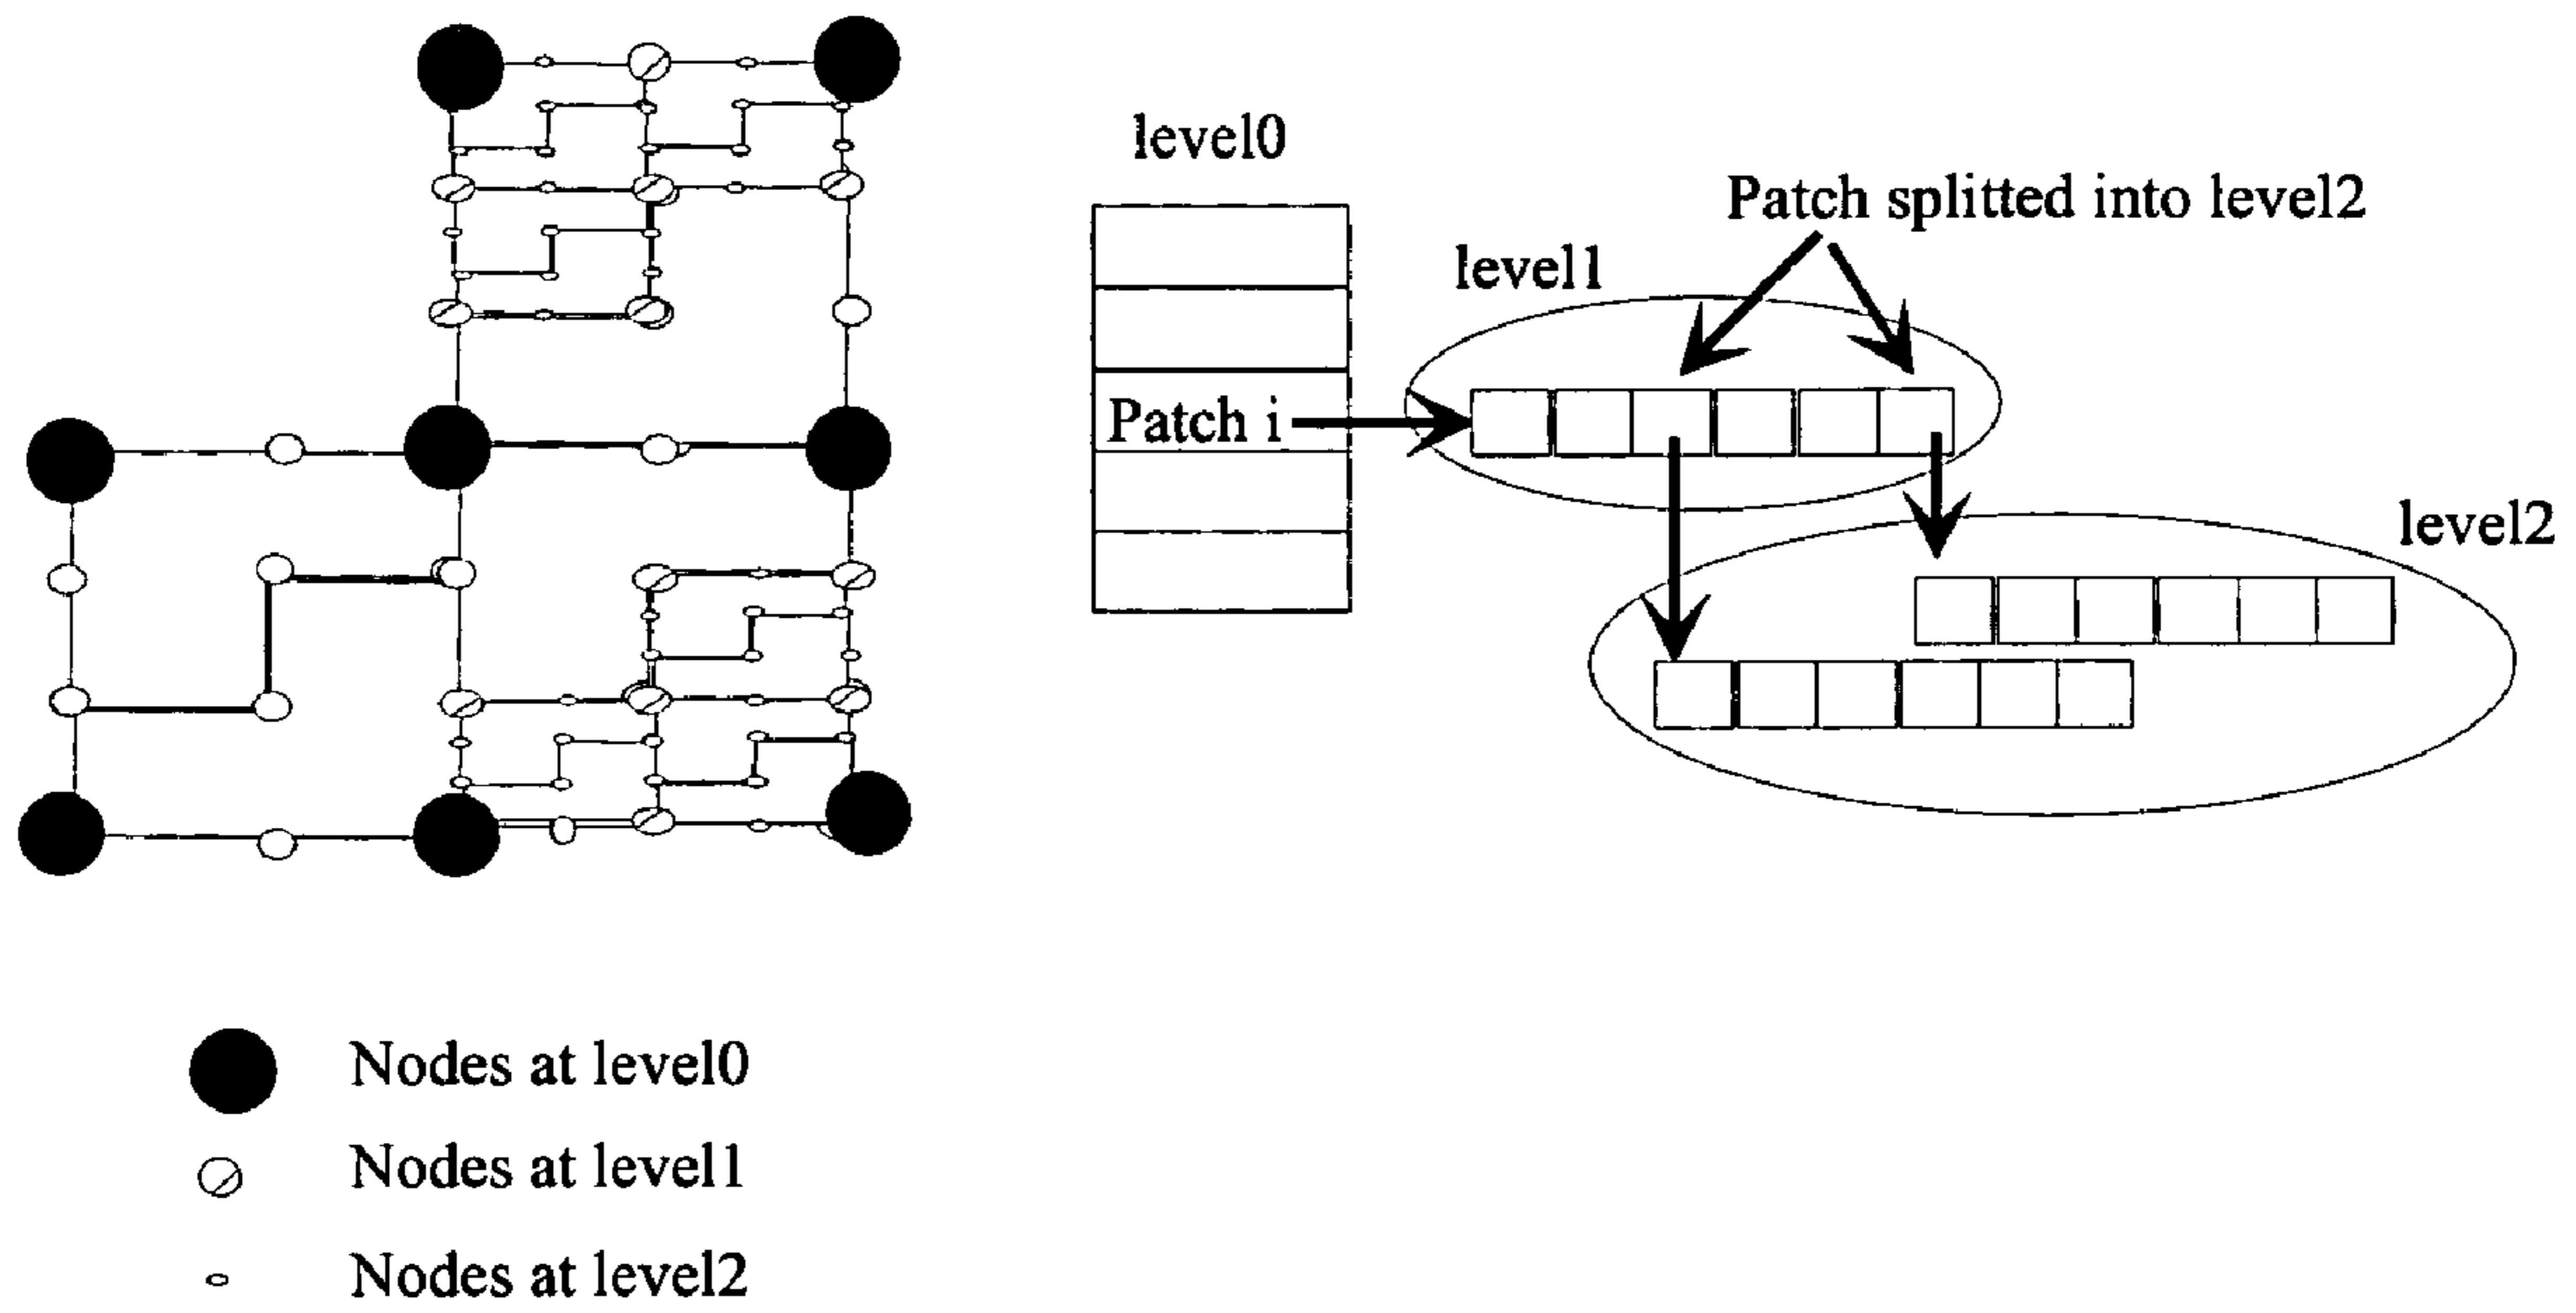 level0
Patch splitted into level2
level1
Patch i
level2
Nodes at level0
Nodes at level1
Nodes at level2